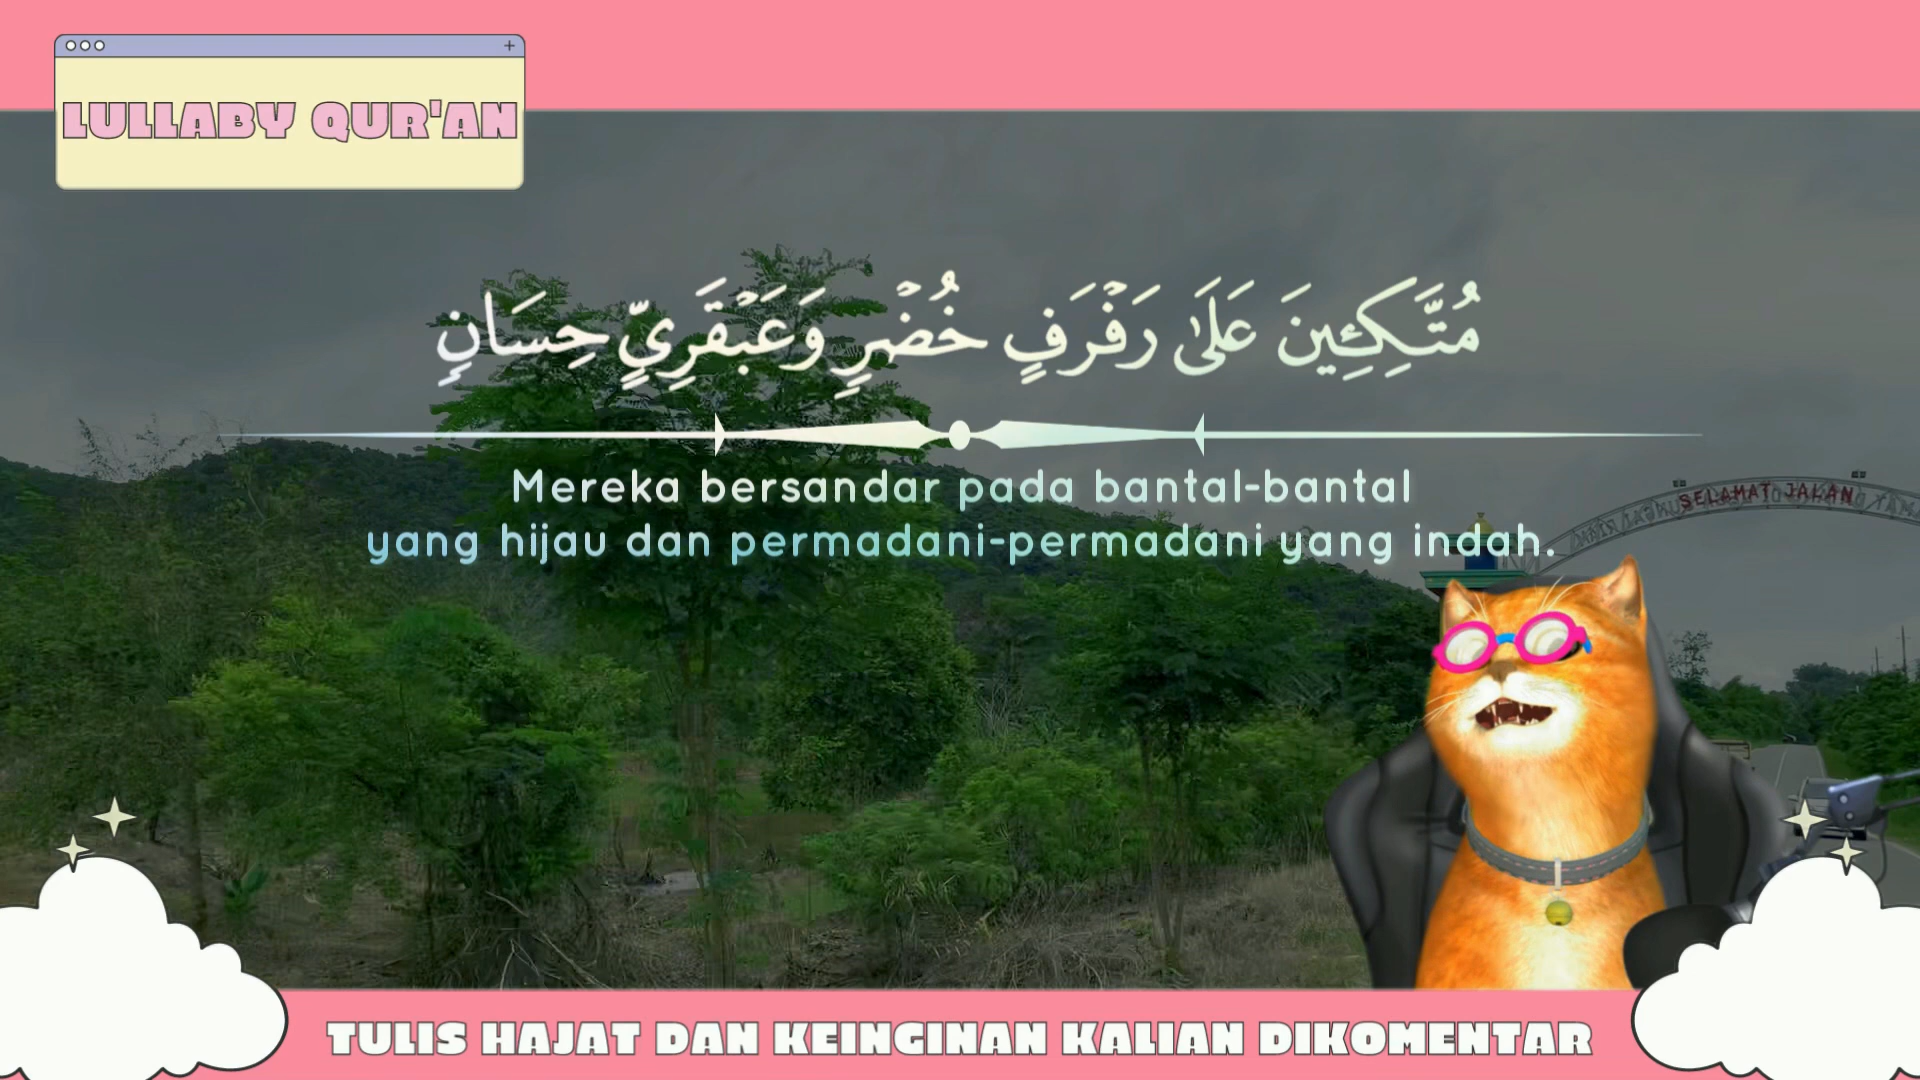 LULLABY QUR'AN
مُتَّكِـِٔينَ عَلَىٰ رَفْرَفٍ خُضْرٍ وَعَبْقَرِيٍّ حِسَانٍ
Mereka bersandar pada bantal-bantal
yang hijau dan permadani-permadani yang indah.
SELAMAT JALAN
TULIS HAJAT DAN KEINGINAN KALIAN DIKOMENTAR